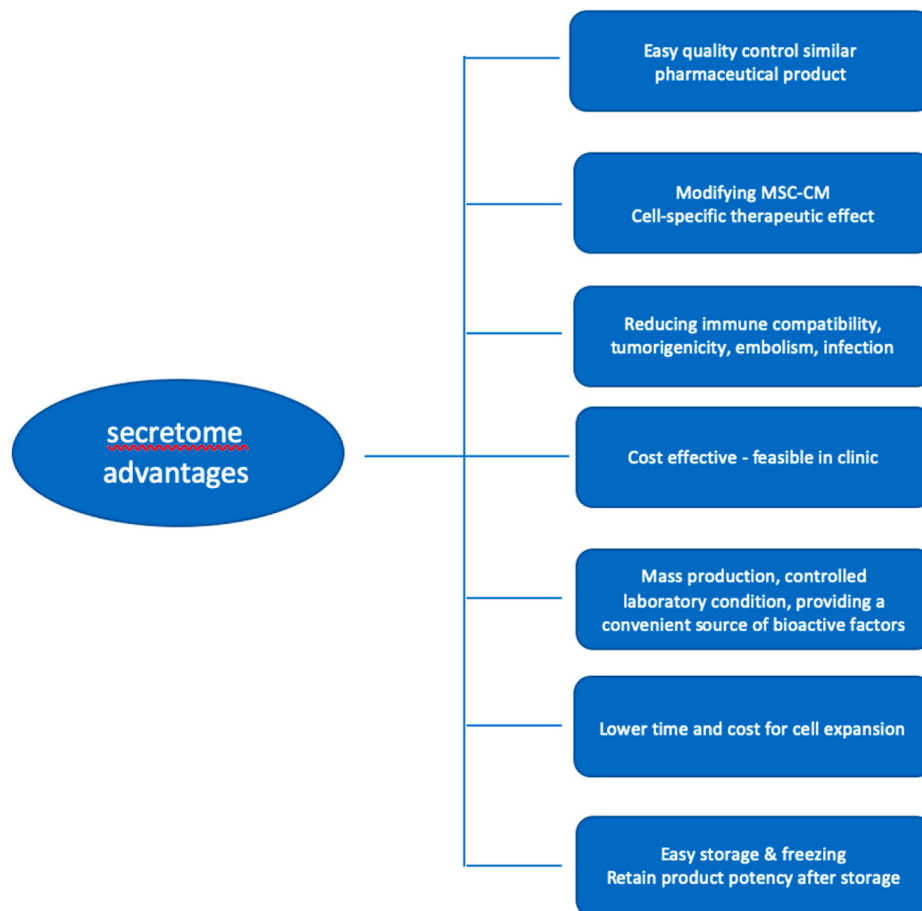 Easy quality control similar
pharmaceutical product
Modifying MSC-CM
Cell-specific therapeutic effect
Reducing immune compatibility,
tumorigenicity, embolism, infection
secretome
advantages
Cost effective - feasible in clinic
Mass production, controlled
laboratory condition, providing a
convenient source of bioactive factors
Lower time and cost for cell expansion
Easy storage & freezing
Retain product potency after storage